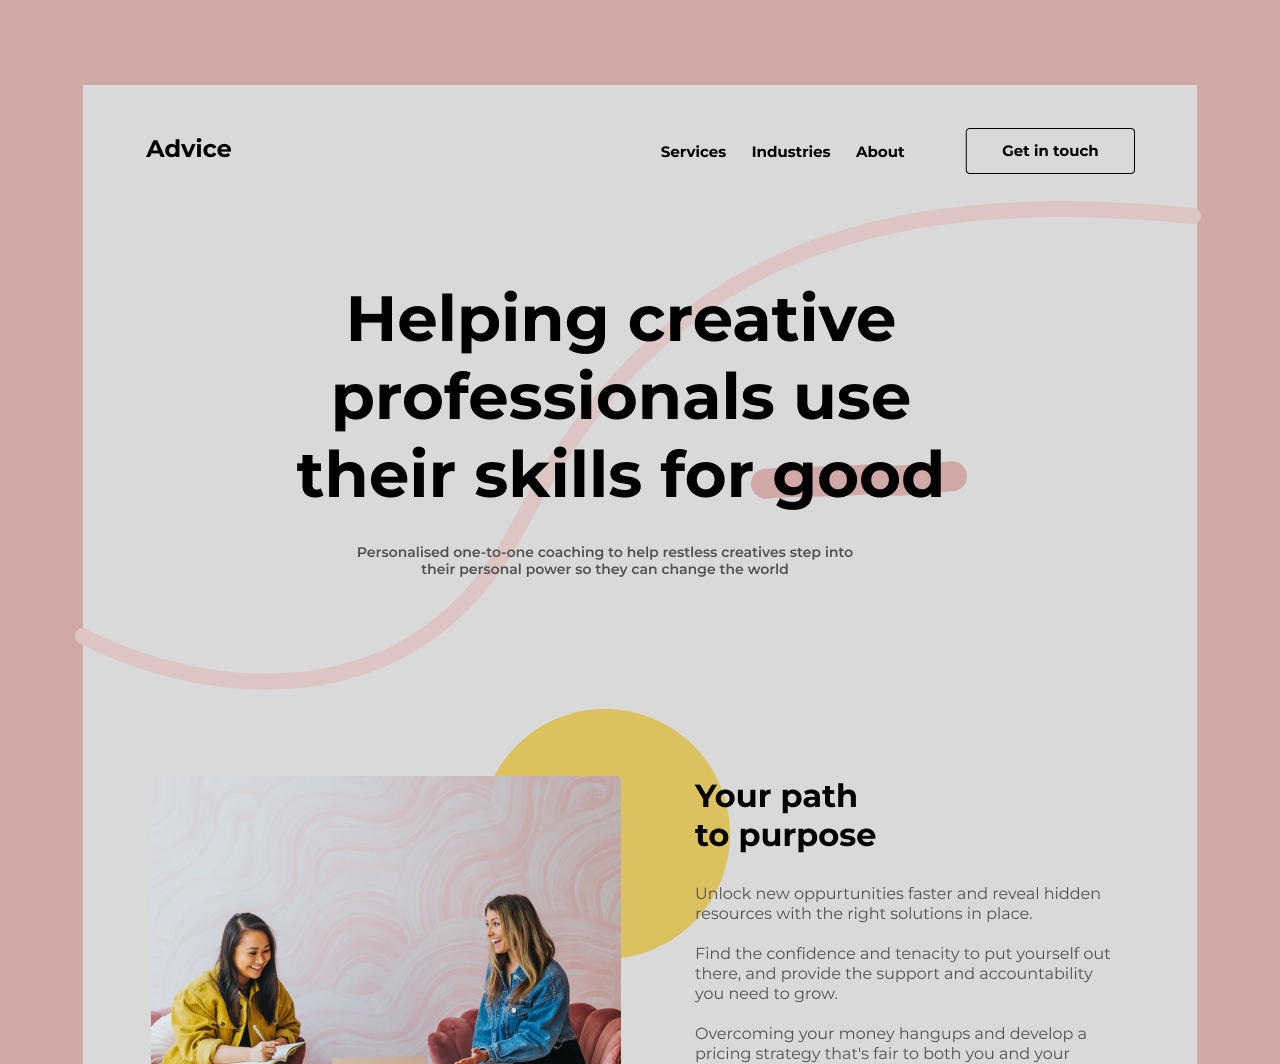 Advice
Services Industries About Get in touch
Helping creative
professionals use
their skills for good
Personalised one-to-one coaching to help restless creatives step into
their personal power so they can change the world
Your path
to purpose
Unlock new oppurtunities faster and reveal hidden
resources with the right solutions in place.
Find the confidence and tenacity to put yourself out
there, and provide the support and accountability
you need to grow.
Overcoming your money hangups and develop a
pricing strategy that's fair to both you and your